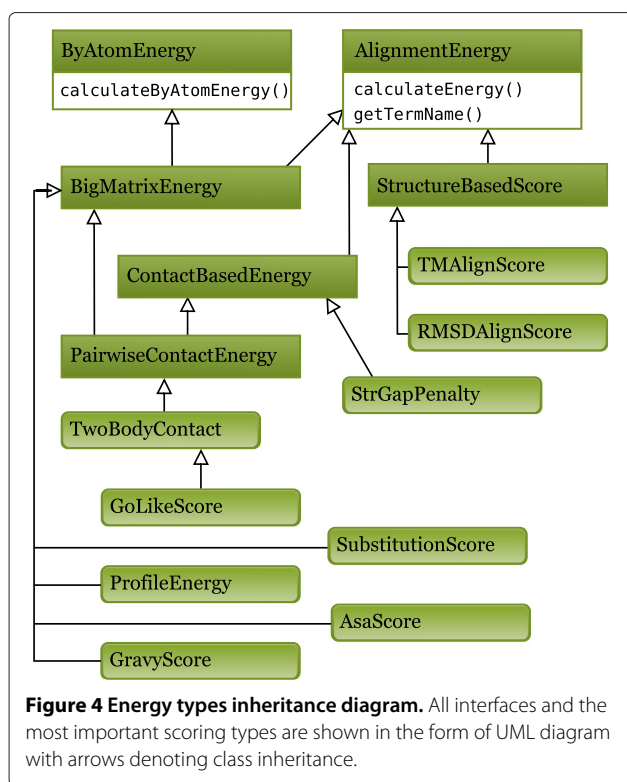 ByAtomEnergy
calculateByAtomEnergy()
AlignmentEnergy
calculateEnergy()
getTermName()
BigMatrixEnergy
StructureBasedScore
ContactBasedEnergy
TMAlignScore
RMSDAlignScore
PairwiseContactEnergy
StrGapPenalty
TwoBodyContact
GoLikeScore
SubstitutionScore
ProfileEnergy
AsaScore
GravyScore
Figure 4 Energy types inheritance diagram. All interfaces and the
most important scoring types are shown in the form of UML diagram
with arrows denoting class inheritance.